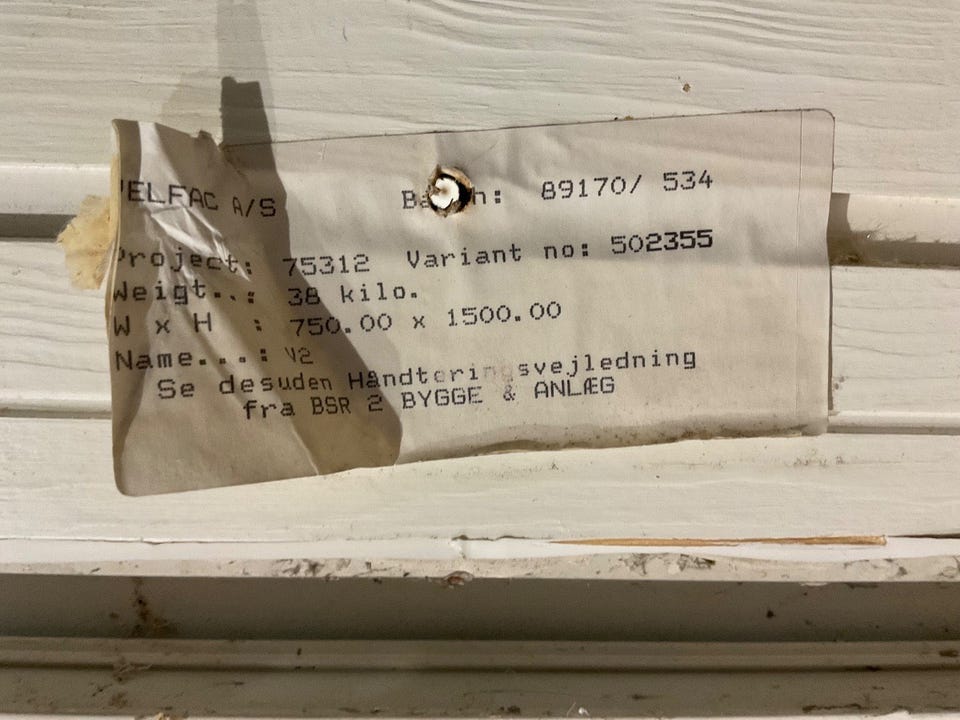 ELFAC A/S 89170/ 534
Project: 75312 Variant no: 502355
Weigt..: 38 kilo.
W x H : 750.00 x 1500.00
Name...: V2
Se desuden Håndteringsvejledning
fra BSR 2 BYGGE & ANLÆG